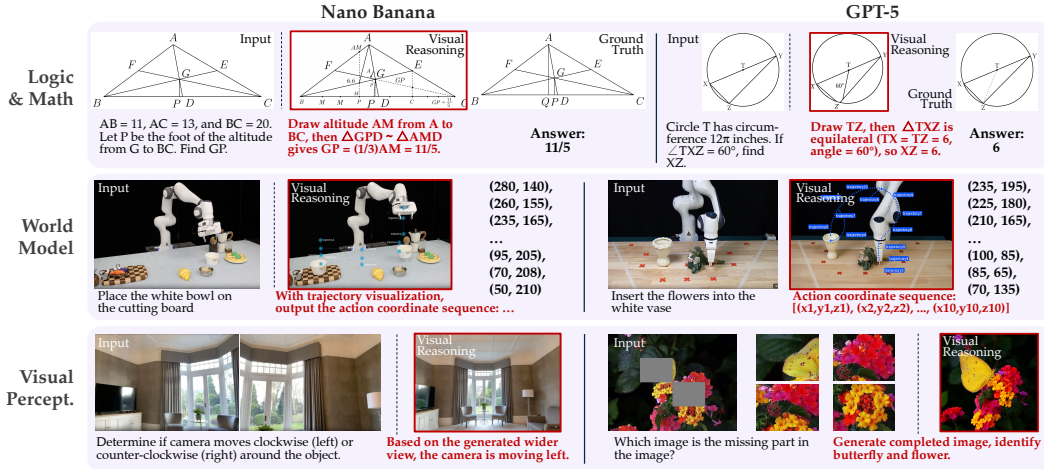 Nano Banana
GPT-5
Logic
& Math
Input
Visual
Reasoning
Ground
Truth
A
F
E
G
B
P D
C
A
AM
F
E
6.6
G
GP
B
M
M
P D
C
A
F
E
G
B
Q P D
C
AB = 11, AC = 13, and BC = 20.
Let P be the foot of the altitude
from G to BC. Find GP.
Draw altitude AM from A to
BC, then △GPD ~ △AMD
gives GP = (1/3)AM = 11/5.
Answer:
11/5
Input
T
Y
X
Z
Visual
Reasoning
T
Y
60°
X
Z
Ground
Truth
T
Y
X
Z
Circle T has circum-
ference 12π inches. If
∠TXZ = 60°, find
XZ.
Draw TZ, then △TXZ is
equilateral (TX = TZ = 6,
angle = 60°), so XZ = 6.
Answer:
6
World
Model
Input
Place the white bowl on
the cutting board
Visual
Reasoning
With trajectory visualization,
output the action coordinate sequence: …
(280, 140),
(260, 155),
(235, 165)
…
(95, 205),
(70, 208),
(50, 210)
Input
Insert the flowers into the
white vase
Visual
Reasoning
Action coordinate sequence:
[(x1,y1,z1), (x2,y2,z2), ..., (x10,y10,z10)]
(235, 195),
(225, 180)
(210, 165)
…
(100, 85),
(85, 65),
(70, 135)
Visual
Percept.
Input
Determine if camera moves clockwise (left) or
counter-clockwise (right) around the object.
Visual
Reasoning
Based on the generated wider
view, the camera is moving left.
Input
Which image is the missing part in
the image?
Visual
Reasoning
Generate completed image, identify
butterfly and flower.